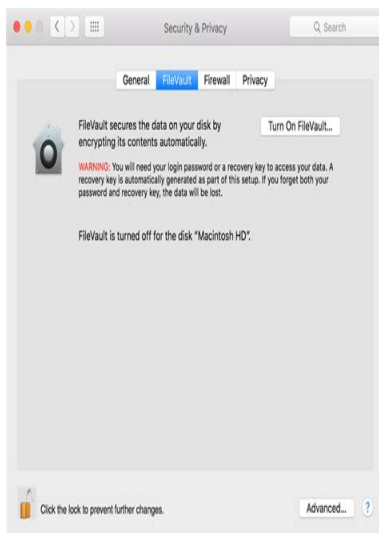 Security & Privacy
Search
General FileVault Firewall Privacy
FileVault secures the data on your disk by
encrypting its contents automatically.
Turn On FileVault...
WARNING: You will need your login password or a recovery key to access your data. A
recovery key is automatically generated as part of this setup. If you forget both your
password and recovery key, the data will be lost.
FileVault is turned off for the disk "Macintosh HD".
Click the lock to prevent further changes.
Advanced...
?